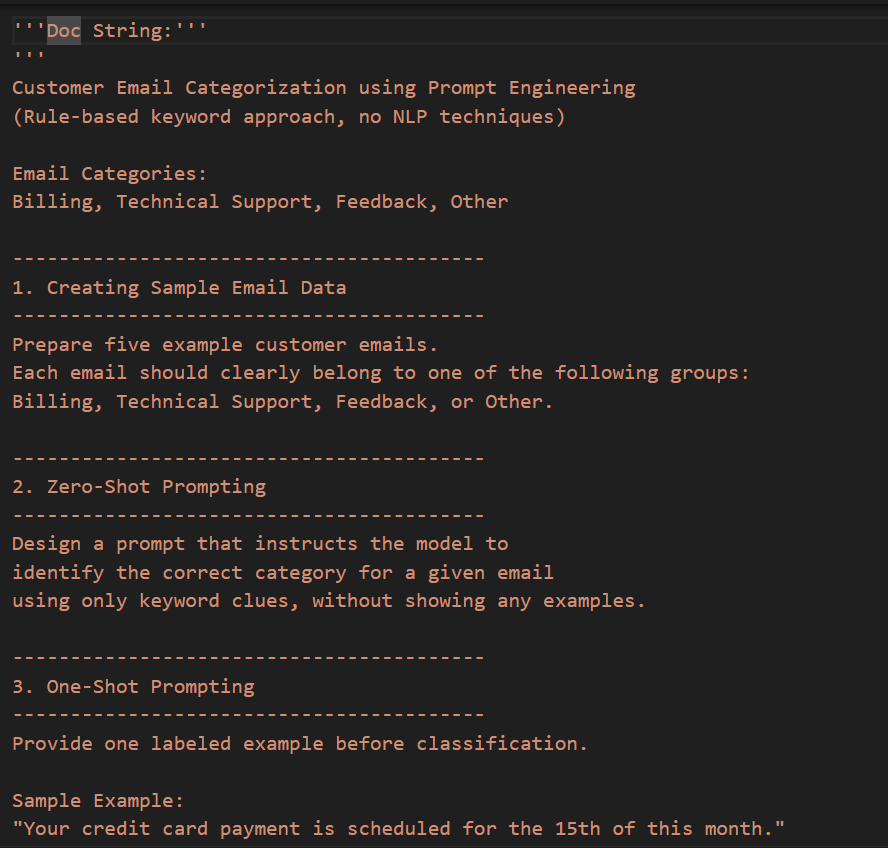 '''Doc String:'''
'''
Customer Email Categorization using Prompt Engineering
(Rule-based keyword approach, no NLP techniques)
Email Categories:
Billing, Technical Support, Feedback, Other
-----------------------------------------
1. Creating Sample Email Data
-----------------------------------------
Prepare five example customer emails.
Each email should clearly belong to one of the following groups:
Billing, Technical Support, Feedback, or Other.
-----------------------------------------
2. Zero-Shot Prompting
-----------------------------------------
Design a prompt that instructs the model to
identify the correct category for a given email
using only keyword clues, without showing any examples.
-----------------------------------------
3. One-Shot Prompting
-----------------------------------------
Provide one labeled example before classification.
Sample Example:
"Your credit card payment is scheduled for the 15th of this month."